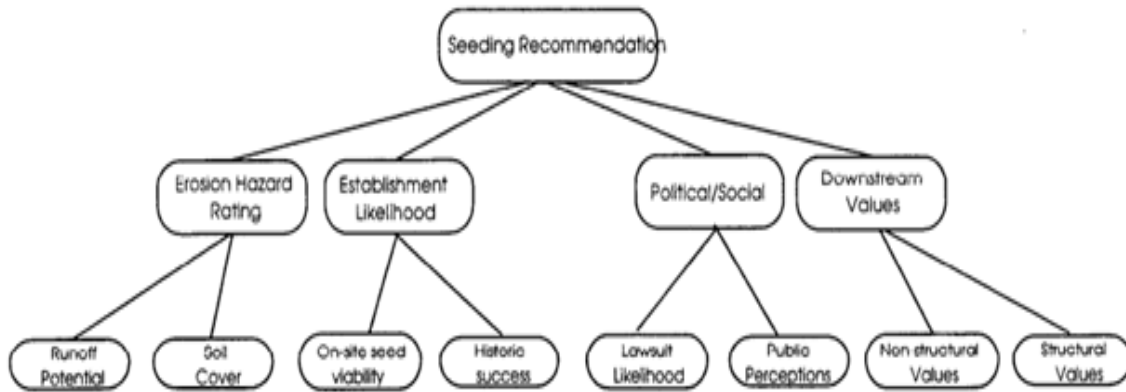 Seeding Recommendation
Erosion Hazard
Rating
Establishment
Likelihood
Political/Social
Downstream
Values
Runoff
Potential
Soil
Cover
On-site seed
viability
Historic
success
Lawsuit
Likelihood
Public
Perceptions
Non structural
Values
Structural
Values